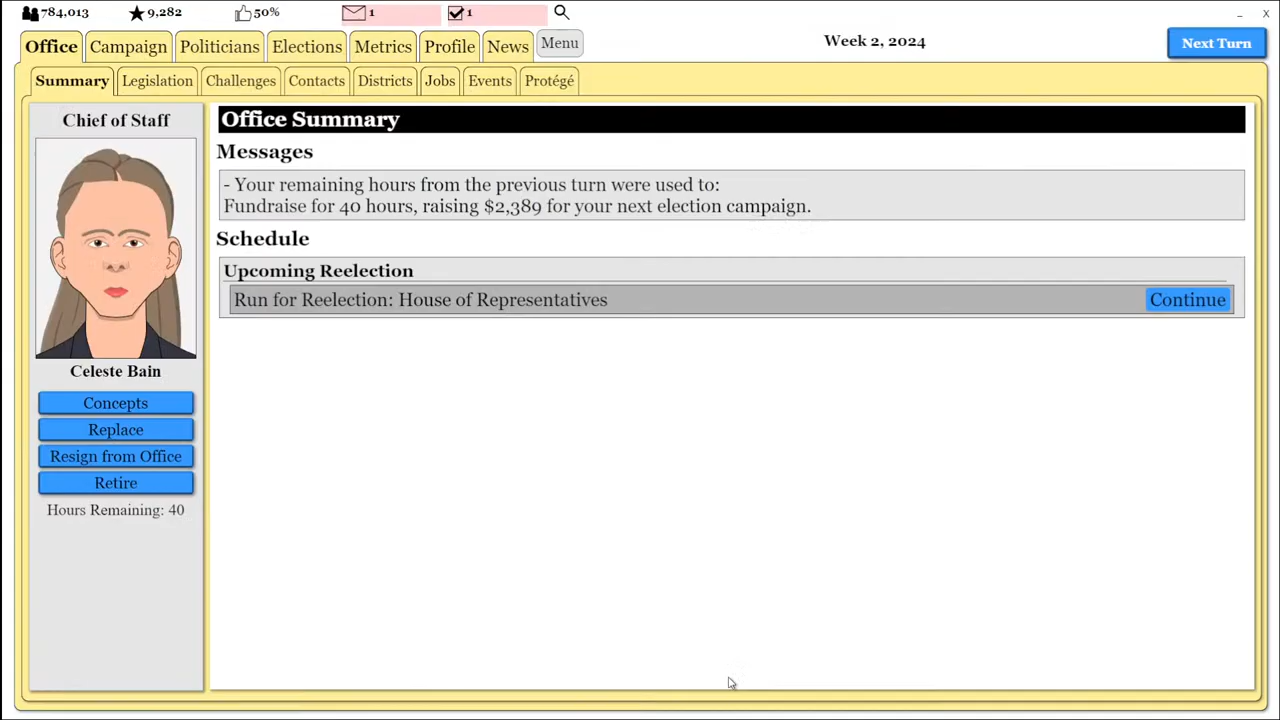 784,013 9,282 50% 1 1 _ X
Office Campaign Politicians Elections Metrics Profile News Menu Week 2, 2024 Next Turn
Summary Legislation Challenges Contacts Districts Jobs Events Protégé
Chief of Staff
Celeste Bain
Concepts
Replace
Resign from Office
Retire
Hours Remaining: 40
Office Summary
Messages
- Your remaining hours from the previous turn were used to:
Fundraise for 40 hours, raising $2,389 for your next election campaign.
Schedule
Upcoming Reelection
Run for Reelection: House of Representatives Continue